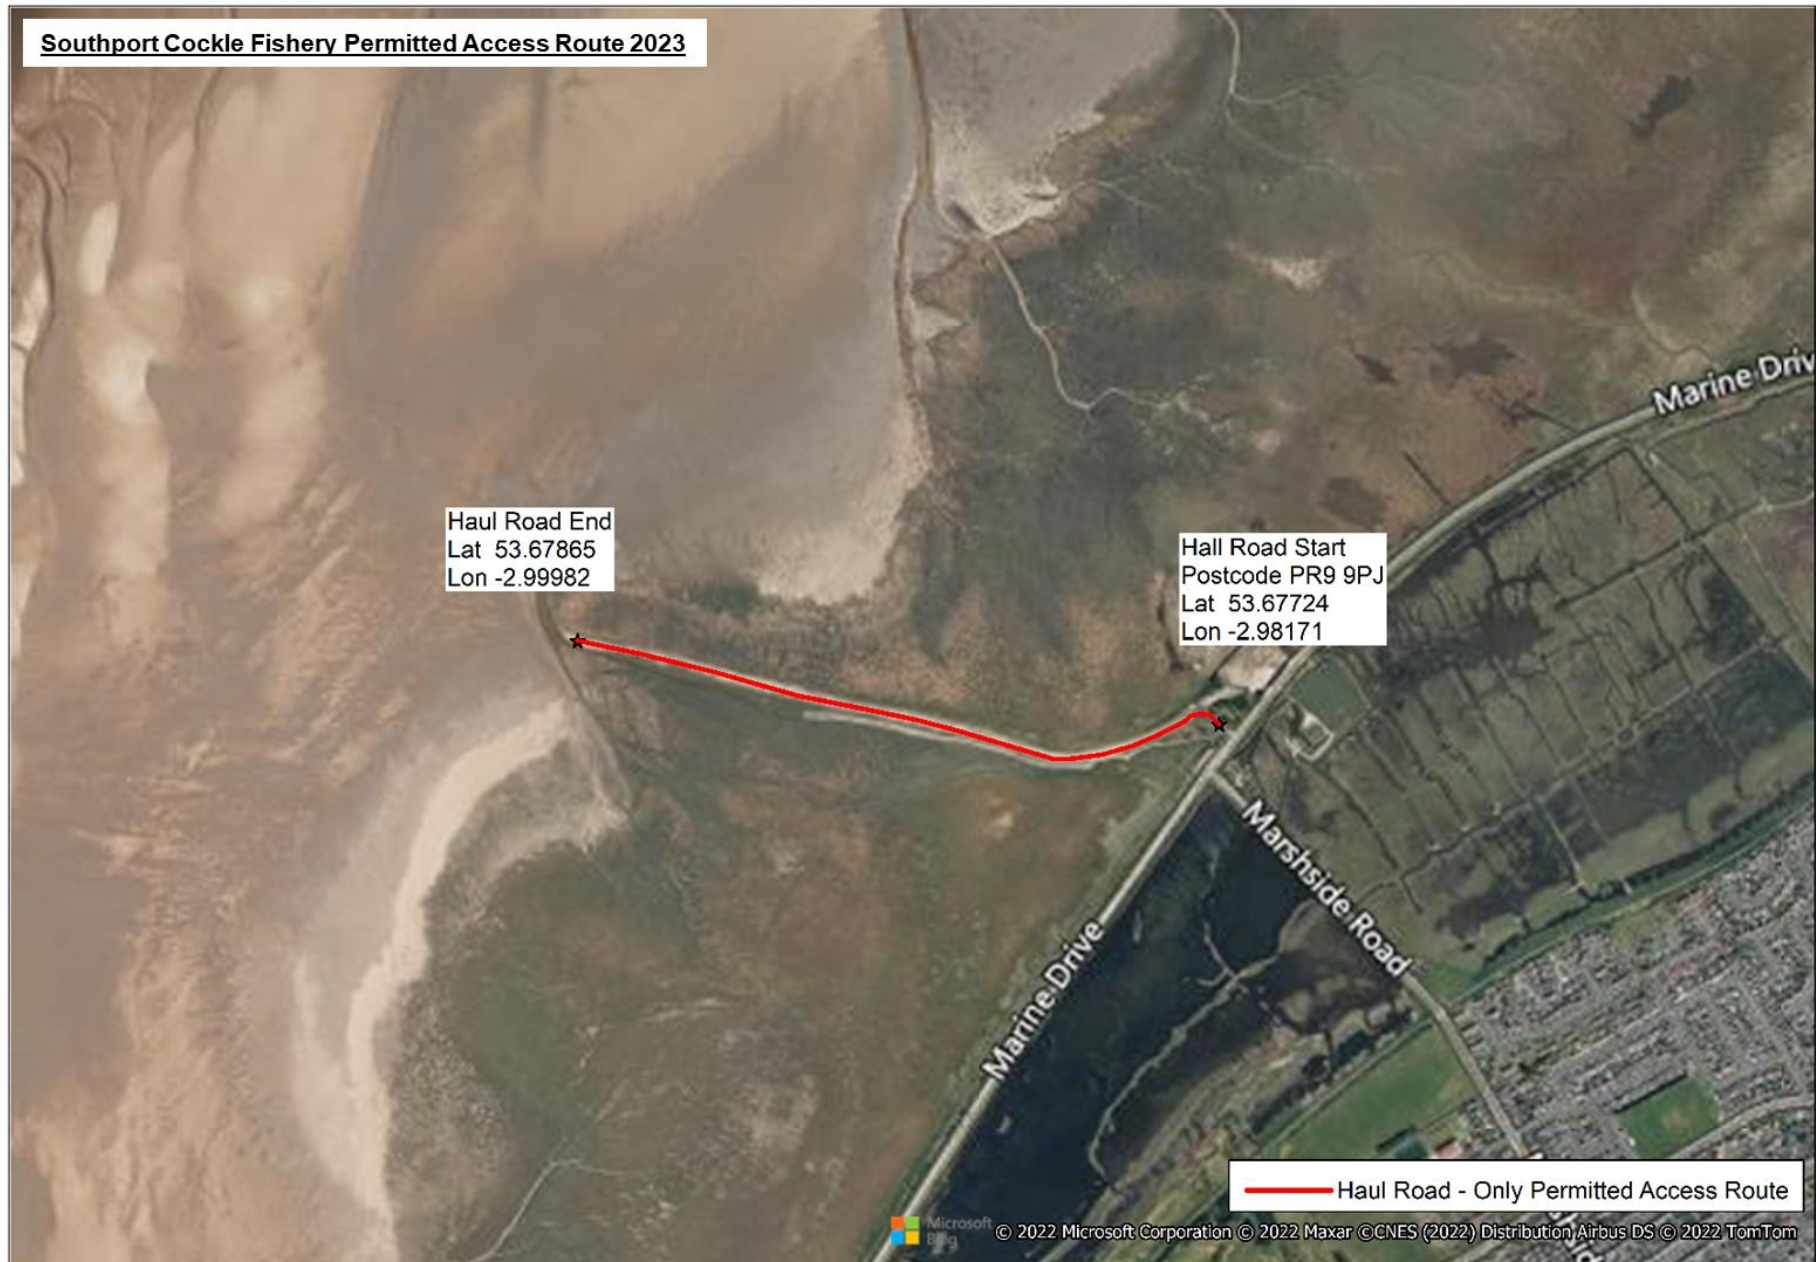 Southport Cockle Fishery Permitted Access Route 2023
Marine Driv
Haul Road End
Lat 53.67865
Lon -2.99982
Hall Road Start
Postcode PR9 9PJ
Lat 53.67724
Lon -2.98171
Marshside Road
Marine Drive
Haul Road - Only Permitted Access Route
Microsoft
Bing
© 2022 Microsoft Corporation © 2022 Maxar ©CNES (2022) Distribution Airbus DS © 2022 TomTom